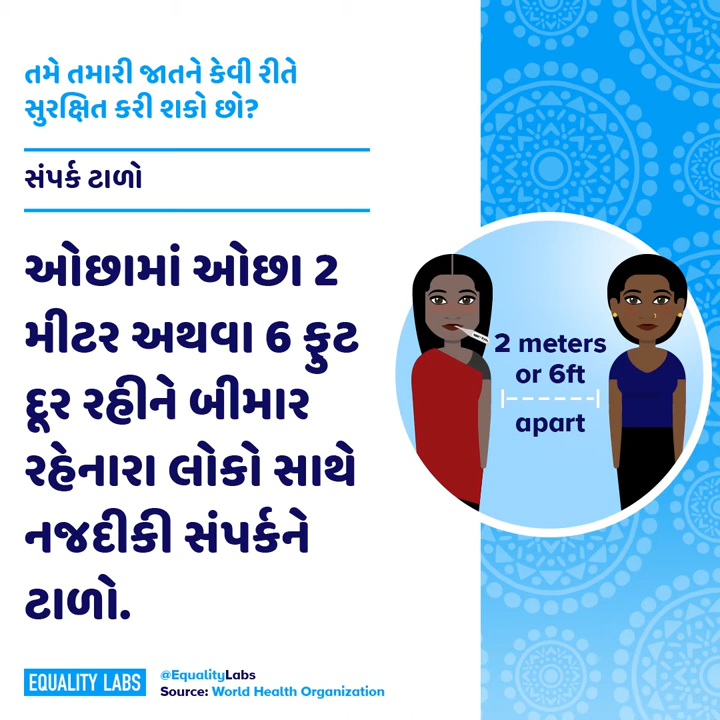 તમે તમારી જાતને કેવી રીતે
સુરક્ષિત કરી શકો છો?
સંપર્ક ટાળો
ઓછામાં ઓછા 2
મીટર અથવા 6 ફુટ
દૂર રહીને બીમાર
રહેનારા લોકો સાથે
નજદીકી સંપર્કને
ટાળો.
2 meters
or 6ft
apart
EQUALITY LABS
@EqualityLabs
Source: World Health Organization